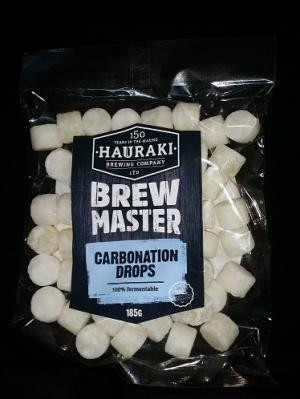 150
YEARS IN THE MAKING
HAURAKI
BREWING COMPANY
LTD
BREW
MASTER
CARBONATION
DROPS
100% fermentable
185G